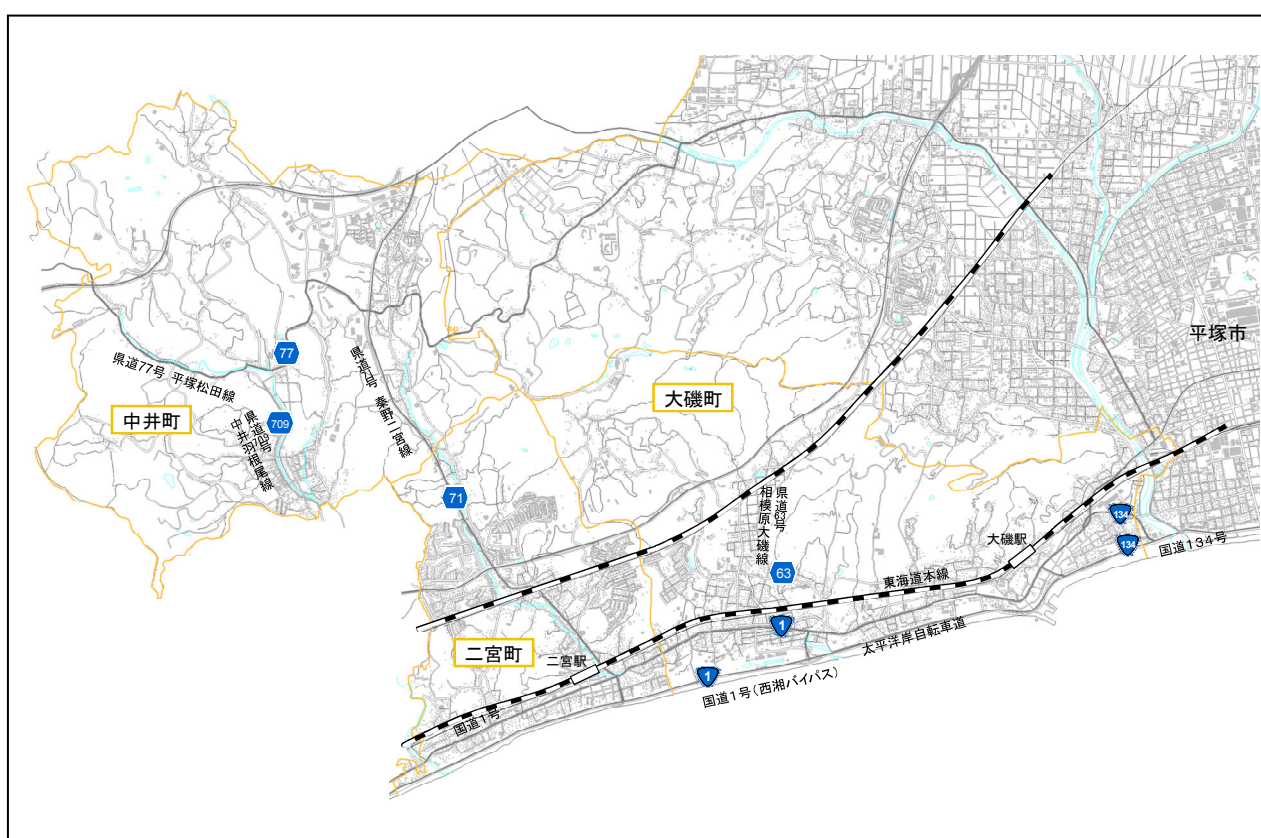 平塚市
77
県道77号 平塚松田線
県道71号 秦野二宮線
大磯町
中井町
709
県道709号
中井羽根尾線
71
県道63号
相模原大磯線
134
134
国道134号
大磯駅
63
東海道本線
1
太平洋岸自転車道
二宮町
二宮駅
1
国道1号(西湘バイパス)
国道1号